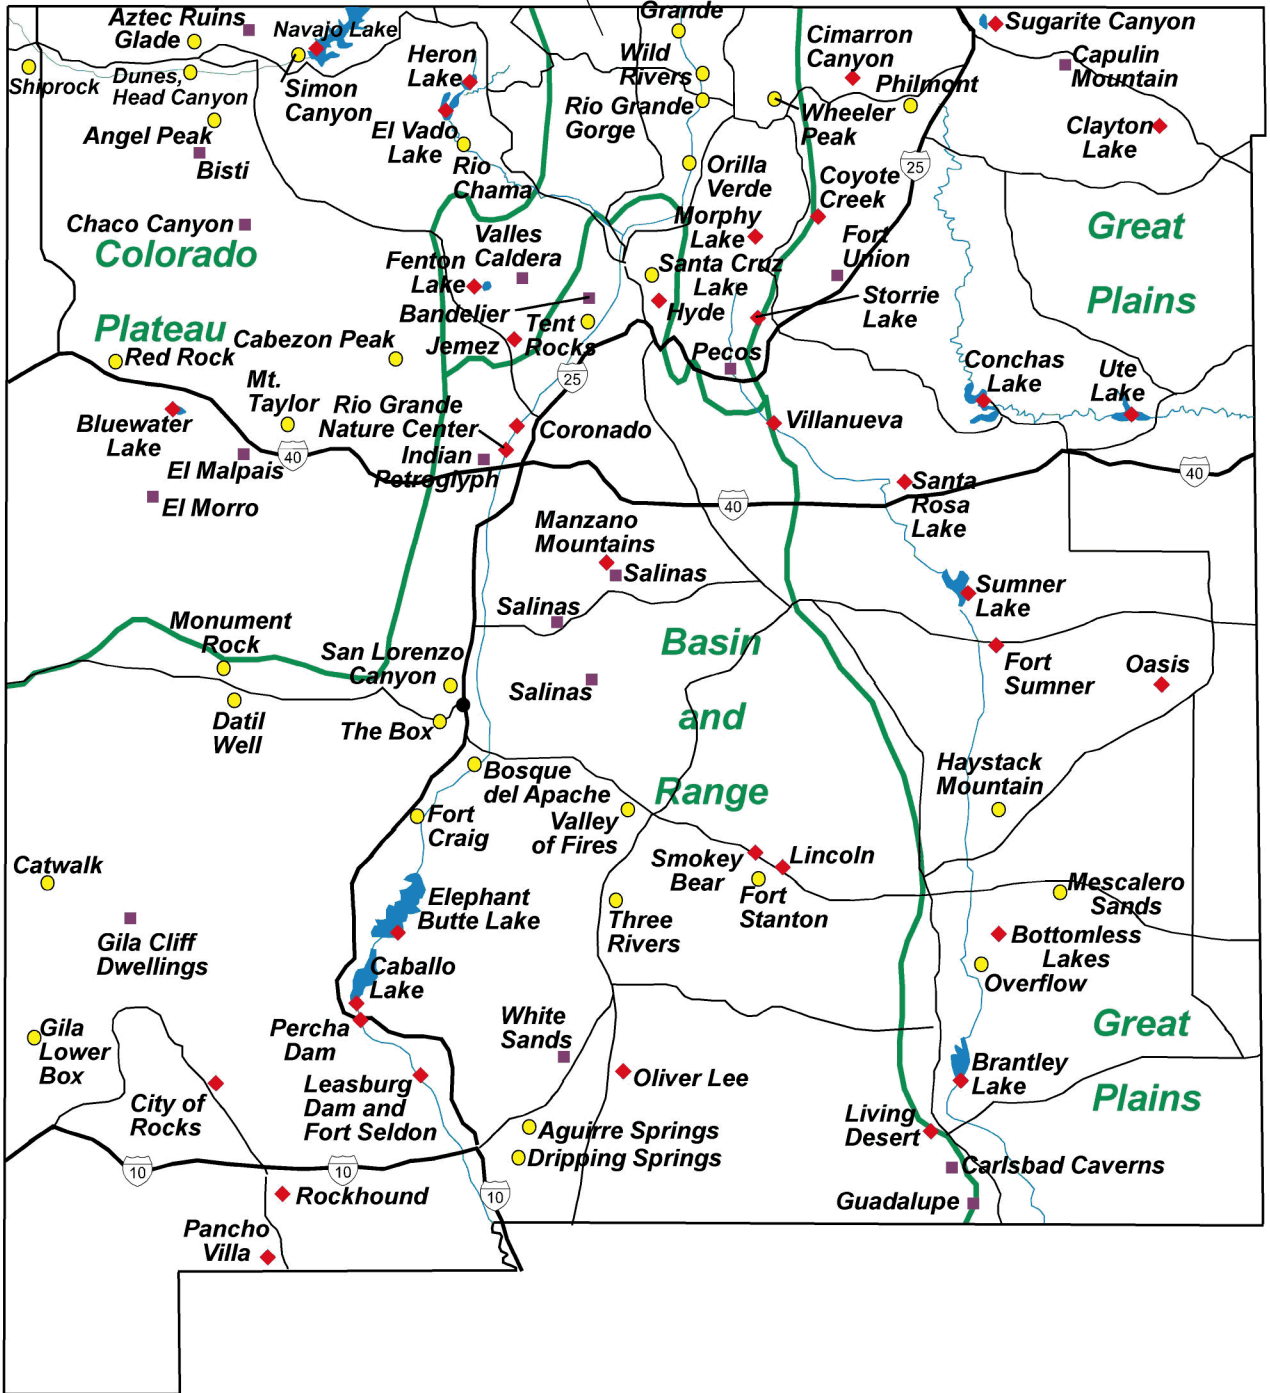 Grande
Aztec Ruins
Glade
Navajo Lake
Heron
Lake
Wild
Rivers
Cimarron
Canyon
Sugarite Canyon
Capulin
Mountain
Shiprock
Dunes,
Head Canyon
Simon
Canyon
Rio Grande
Gorge
Philmont
Wheeler
Peak
Angel Peak
El Vado
Lake
Clayton
Lake
Bisti
Rio
Chama
Orilla
Verde
Coyote
Creek
25
Chaco Canyon
Colorado
Plateau
Valles
Caldera
Morphy
Lake
Fort
Union
Great
Plains
Fenton
Lake
Santa Cruz
Lake
Bandelier
Hyde
Storrie
Lake
Cabezon Peak
Jemez
Tent
Rocks
Pecos
Red Rock
25
Conchas
Lake
Ute
Lake
Mt.
Taylor
Bluewater
Lake
Rio Grande
Nature Center
Coronado
Villanueva
Indian
Petroglyph
40
El Malpais
El Morro
40
40
Santa
Rosa
Lake
Manzano
Mountains
Salinas
Salinas
Sumner
Lake
Monument
Rock
San Lorenzo
Canyon
Basin
and
Range
Fort
Sumner
Oasis
Salinas
Datil
Well
The Box
Bosque
del Apache
Haystack
Mountain
Fort
Craig
Valley
of Fires
Catwalk
Smokey
Bear
Lincoln
Fort
Stanton
Mescalero
Sands
Elephant
Butte Lake
Three
Rivers
Gila Cliff
Dwellings
Bottomless
Lakes
Caballo
Lake
Overflow
Gila
Lower
Box
Percha
Dam
White
Sands
Great
Plains
Brantley
Lake
City of
Rocks
Leasburg
Dam and
Fort Seldon
Oliver Lee
Living
Desert
Aguirre Springs
Dripping Springs
10
10
10
Carlsbad Caverns
Rockhound
Guadalupe
Pancho
Villa